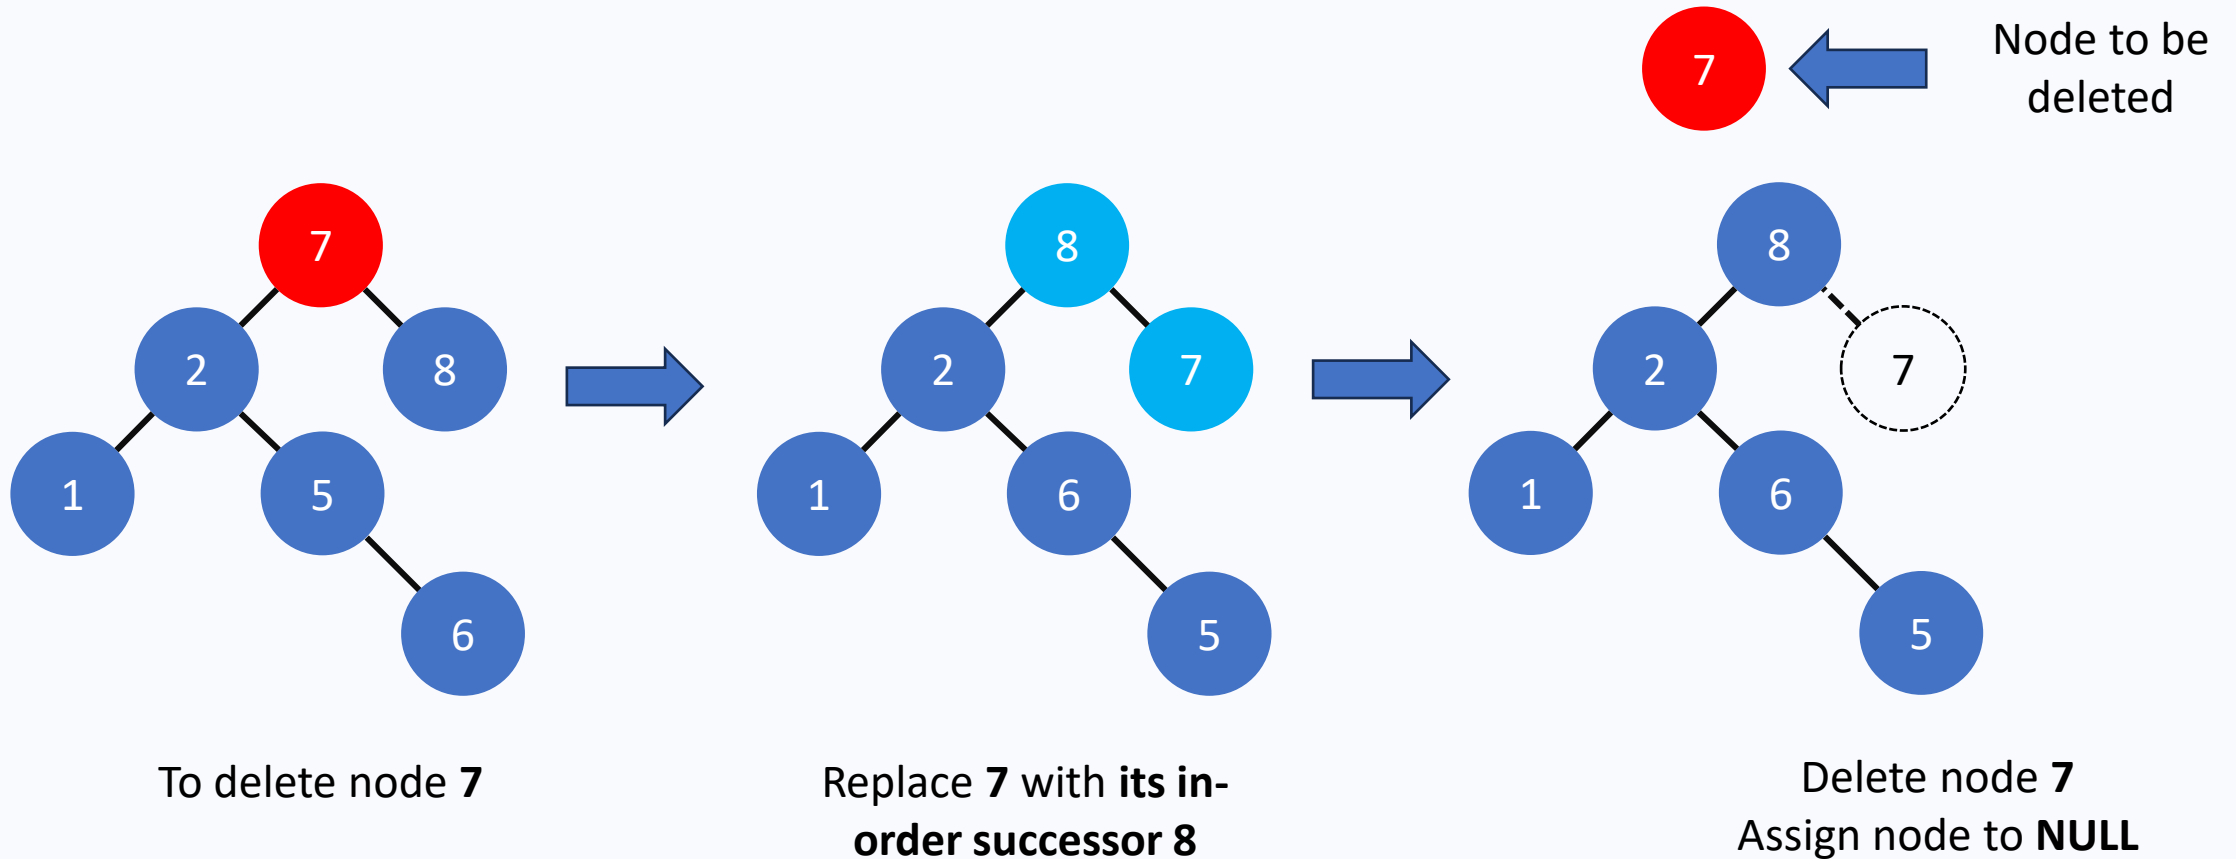 7
Node to be
deleted
7
2
8
1
5
6
8
2
7
1
6
5
8
2
7
1
6
5
To delete node 7
Replace 7 with its in-
order successor 8
Delete node 7
Assign node to NULL